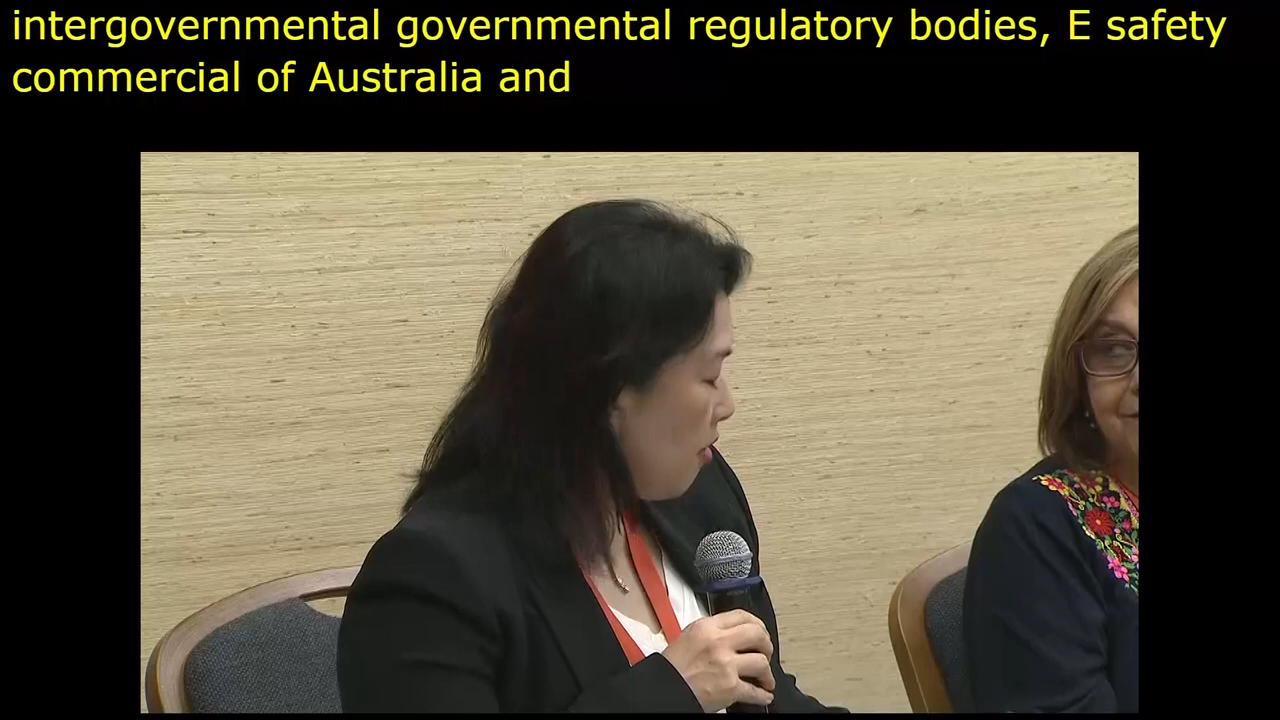 intergovernmental governmental regulatory bodies, E safety
commercial of Australia and